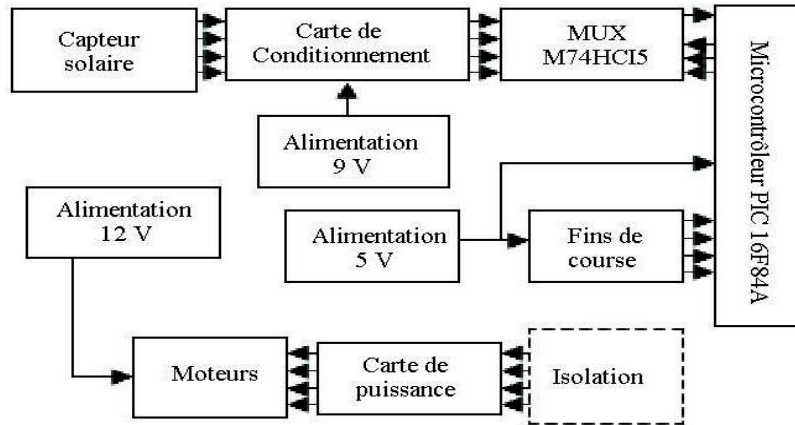 Capteur
solaire
Carte de
Conditionnement
MUX
M74HCI5
Microcontrôleur PIC 16F84A
Alimentation
9 V
Alimentation
12 V
Alimentation
5 V
Fins de
course
Moteurs
Carte de
puissance
Isolation